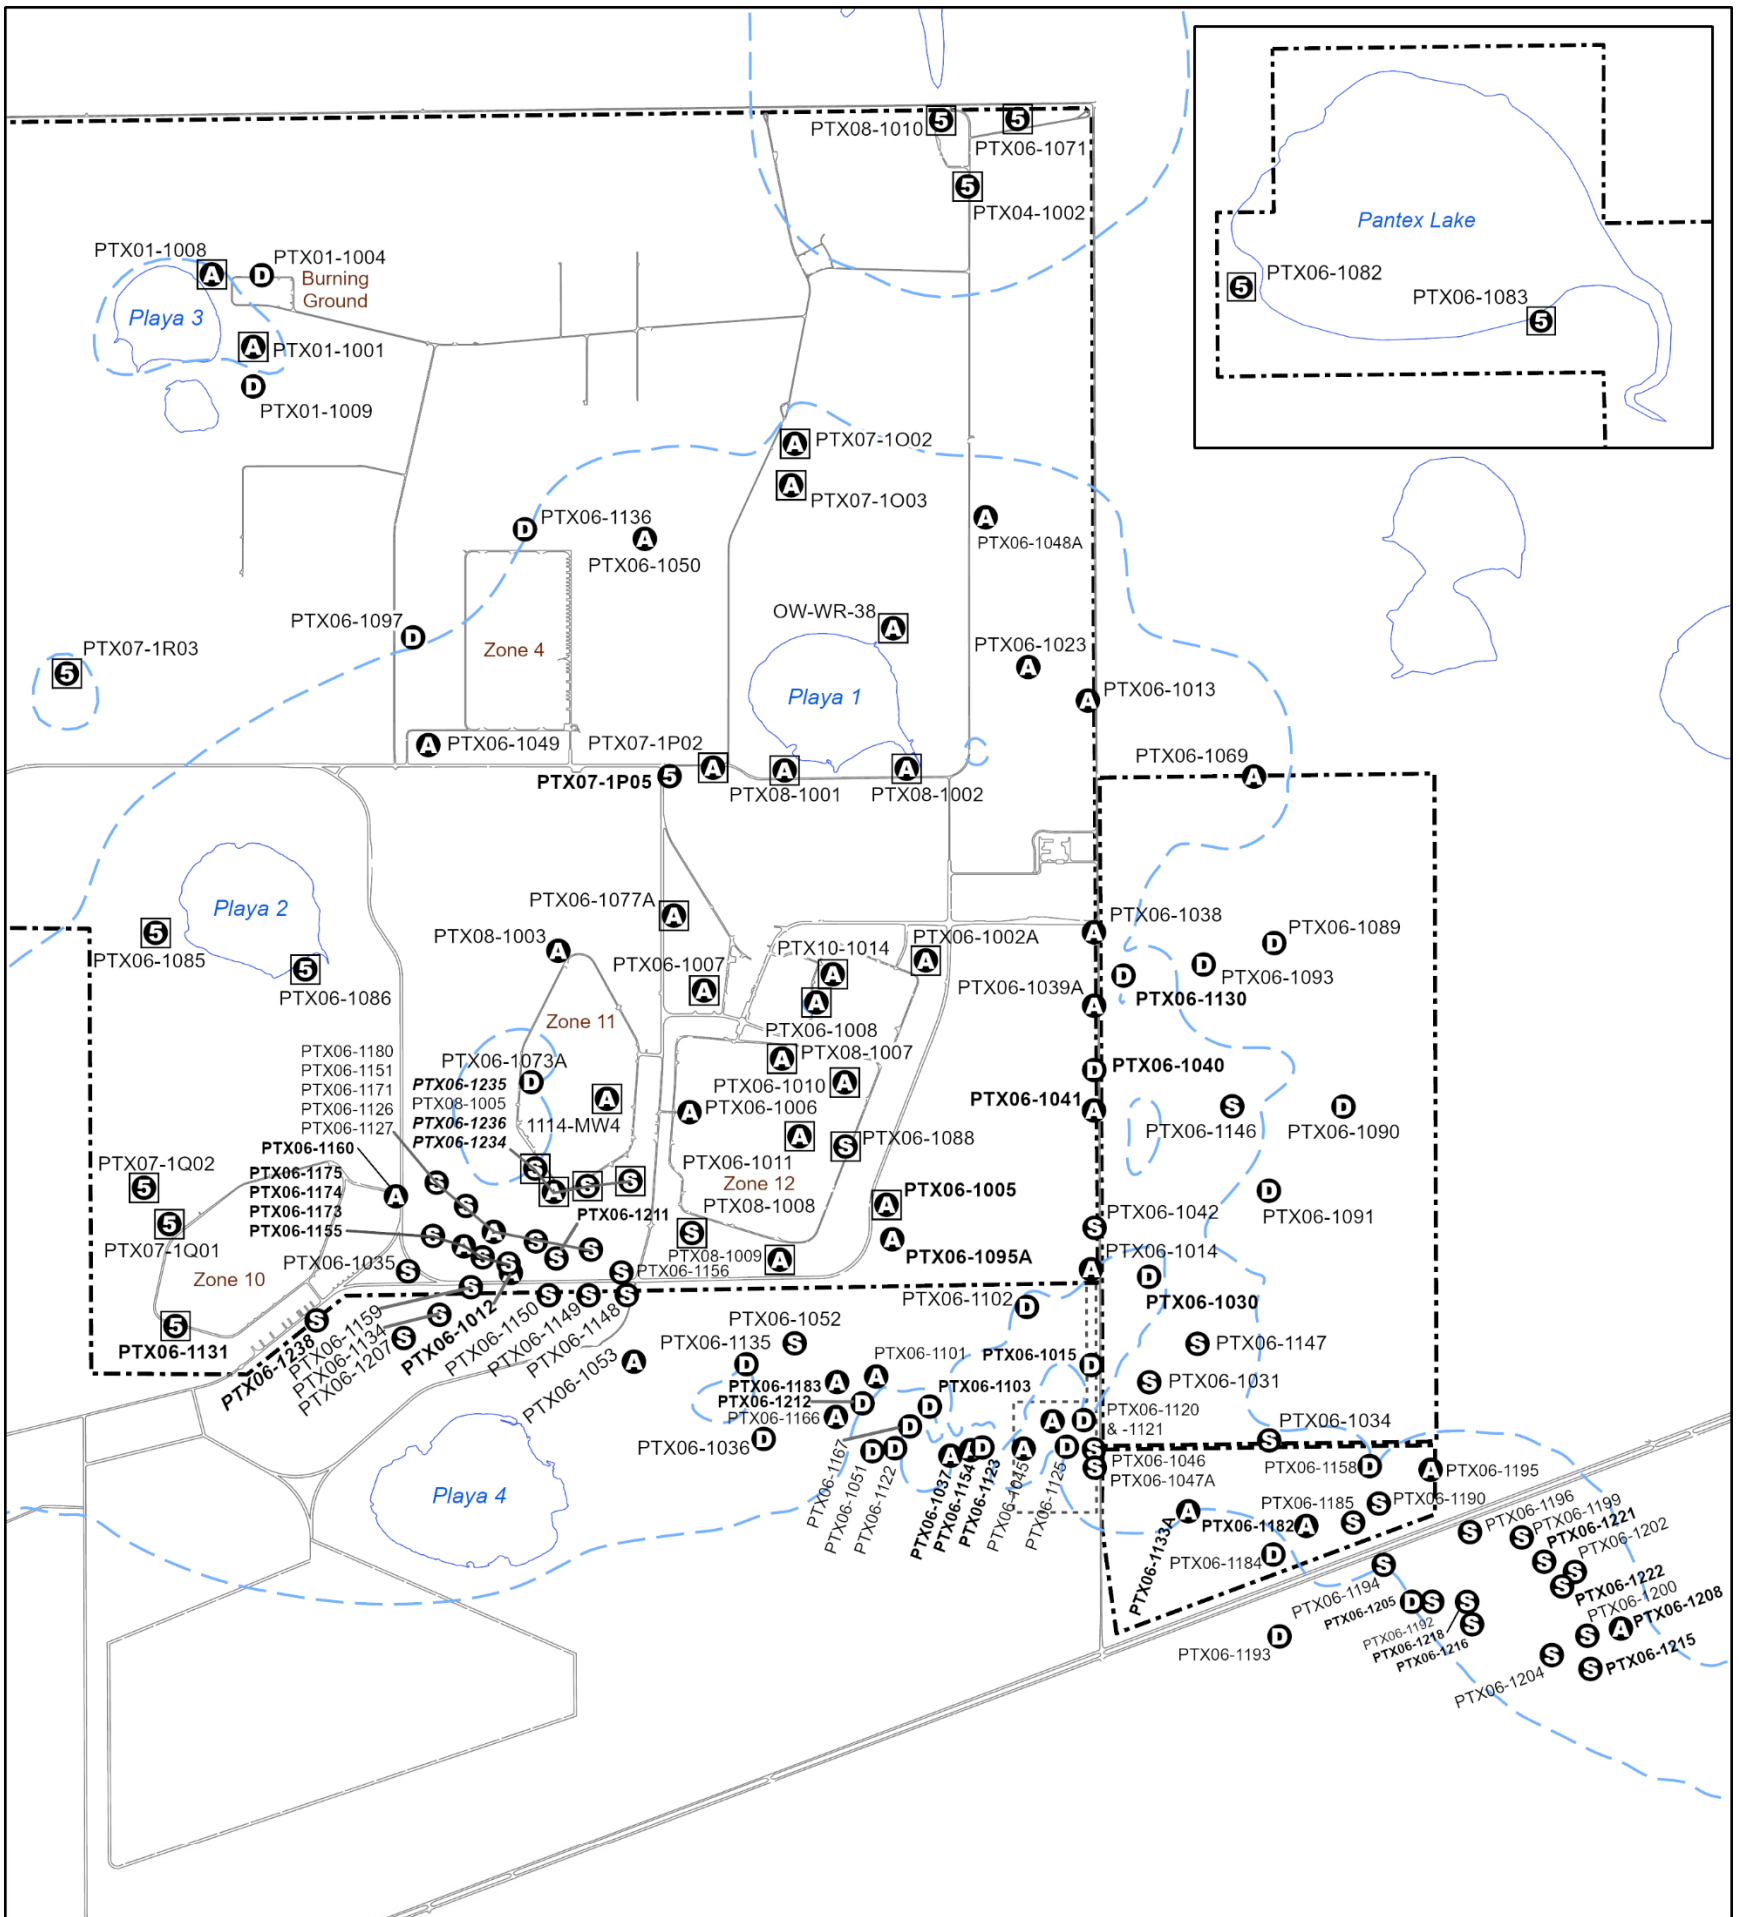 PTX08-1010
5
5
PTX06-1071
5
PTX04-1002
Pantex Lake
5
PTX06-1082
PTX06-1083
5
PTX01-1008
A
D
PTX01-1004
Burning
Ground
Playa 3
A
PTX01-1001
D
PTX01-1009
A
PTX07-1O02
A
PTX07-1O03
D
PTX06-1136
A
PTX06-1050
A
PTX06-1048A
OW-WR-38
A
PTX06-1097
D
Zone 4
PTX07-1R03
5
PTX06-1023
A
Playa 1
A
PTX06-1013
A
PTX06-1049
PTX07-1P02
A
PTX07-1P05
5
A
PTX08-1001
A
PTX08-1002
PTX06-1069
A
Playa 2
5
PTX06-1085
5
PTX06-1086
PTX06-1077A
A
PTX08-1003
A
PTX06-1007
A
PTX10-1014
A
PTX06-1002A
A
A
PTX06-1008
PTX06-1038
A
PTX06-1039A
A
D
PTX06-1130
D
PTX06-1093
D
PTX06-1089
Zone 11
PTX06-1073A
D
A
1114-MW4
A
PTX08-1007
PTX06-1010
A
A
PTX06-1006
A
PTX06-1011
S
PTX06-1088
Zone 12
PTX08-1008
D
PTX06-1040
PTX06-1041
A
S
PTX06-1146
D
PTX06-1090
D
PTX06-1091
PTX06-1180
PTX06-1151
PTX06-1171
PTX06-1126
PTX06-1127
PTX06-1235
PTX08-1005
PTX06-1236
PTX06-1234
PTX06-1160
PTX06-1175
PTX06-1174
PTX06-1173
PTX06-1155
PTX07-1Q02
5
5
PTX07-1Q01
Zone 10
5
PTX06-1131
PTX06-1035
S
A
S
S
A
S
S
S
S
A
S
S
S
A
S
A
S
S
PTX06-1211
S
PTX06-1156
S
PTX08-1009
A
A
PTX06-1005
A
PTX06-1095A
S
PTX06-1042
PTX06-1014
A
D
PTX06-1030
S
PTX06-1238
S
PTX06-1159
S
PTX06-1134
S
PTX06-1207
PTX06-1012
S
PTX06-1150
S
PTX06-1149
S
PTX06-1148
PTX06-1053
A
PTX06-1102
D
PTX06-1052
S
PTX06-1135
D
PTX06-1015
D
S
PTX06-1147
S
PTX06-1031
PTX06-1101
A
PTX06-1183
A
PTX06-1212
D
PTX06-1166
A
PTX06-1103
D
D
PTX06-1036
D
PTX06-1167
D
PTX06-1051
D
PTX06-1122
A
PTX06-1037
A
PTX06-1154
D
PTX06-1123
A
PTX06-1045
D
PTX06-1125
A
D
PTX06-1120
& -1121
S
PTX06-1046
S
PTX06-1047A
PTX06-1034
S
PTX06-1158
D
A
PTX06-1195
Playa 4
A
PTX06-1133A
PTX06-1182
A
PTX06-1185
S
S
PTX06-1190
PTX06-1184
D
S
PTX06-1196
S
PTX06-1199
S
PTX06-1221
S
PTX06-1202
S
PTX06-1222
S
PTX06-1194
D
PTX06-1205
S
PTX06-1192
S
PTX06-1218
S
PTX06-1216
D
PTX06-1193
S
PTX06-1200
A
PTX06-1208
S
PTX06-1204
S
PTX06-1215